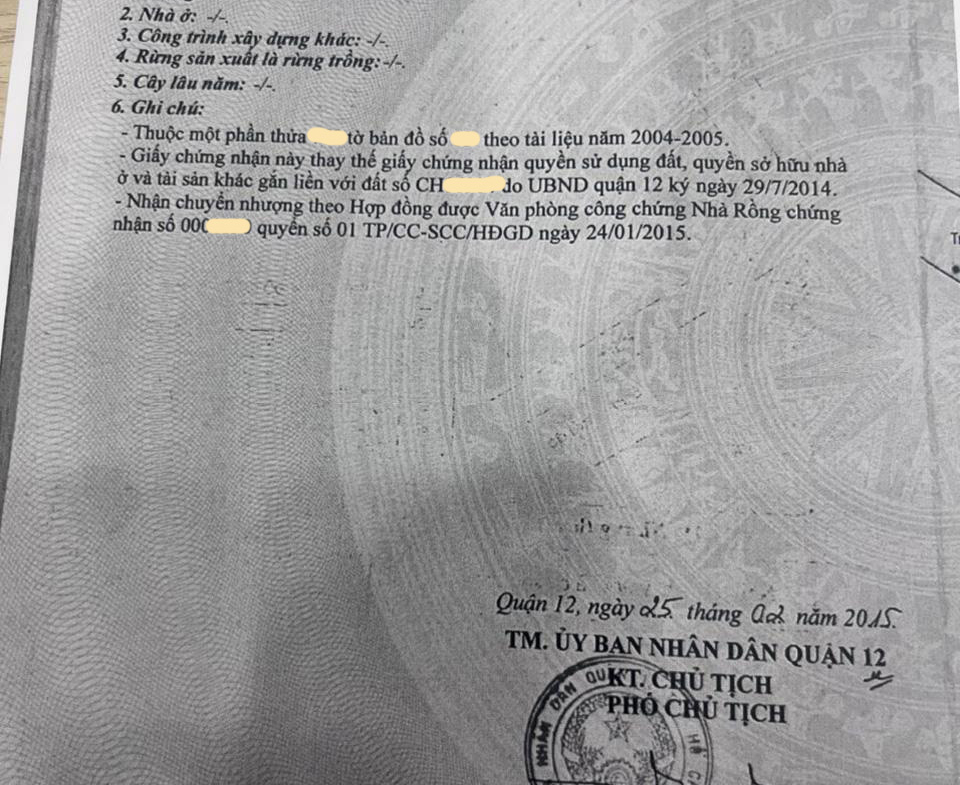 2. Nhà ở: -/-.
3. Công trình xây dựng khác: -/-.
4. Rừng sản xuất là rừng trồng: -/-.
5. Cây lâu năm: -/-.
6. Ghi chú:
- Thuộc một phần thửa tờ bản đồ số theo tài liệu năm 2004-2005.
- Giấy chứng nhận này thay thế giấy chứng nhận quyền sử dụng đất, quyền sở hữu nhà
ở và tài sản khác gắn liền với đất số CH do UBND quận 12 ký ngày 29/7/2014.
- Nhận chuyển nhượng theo Hợp đồng được Văn phòng công chứng Nhà Rồng chứng
nhận số 000 quyển số 01 TP/CC-SCC/HĐGD ngày 24/01/2015.
Quận 12, ngày 25 tháng 02 năm 2015.
TM. ỦY BAN NHÂN DÂN QUẬN 12
KT. CHỦ TỊCH
PHÓ CHỦ TỊCH
NHÂN DÂN QU